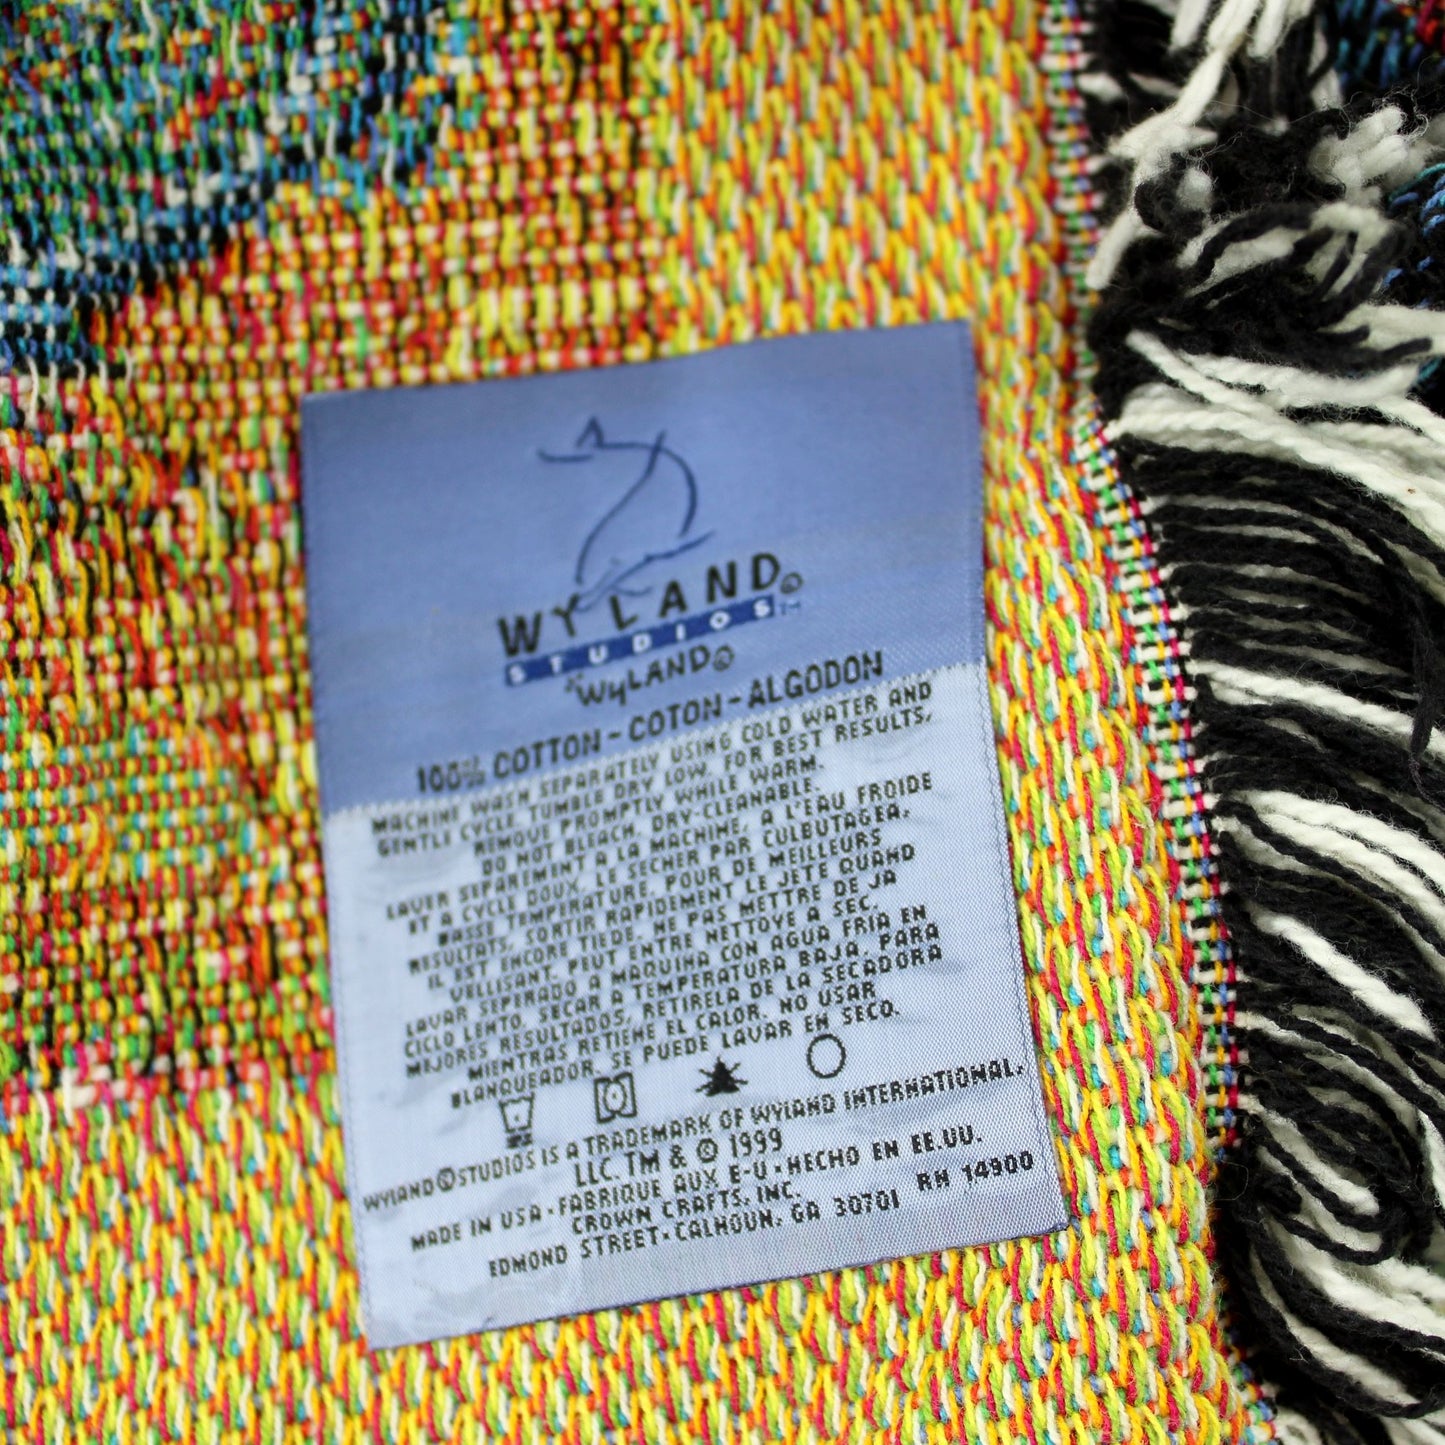 WYLAND®
STUDIOS™
WYLAND®
100% COTTON - COTON - ALGODON
MACHINE WASH SEPARATELY USING COLD WATER AND
GENTLE CYCLE. TUMBLE DRY LOW. FOR BEST RESULTS,
REMOVE PROMPTLY WHILE WARM.
DO NOT BLEACH. DRY-CLEANABLE.
LAVER SEPAREMENT A LA MACHINE, A L'EAU FROIDE
ET A CYCLE DOUX. LE SECHER PAR CULBUTAGEA,
BASSE TEMPERATURE. POUR DE MEILLEURS
RESULTATS, SORTIR RAPIDEMENT LE JETE QUAND
IL EST ENCORE TIEDE. NE PAS METTRE DE JA
VELLISANT. PEUT ENTRE NETTOYE A SEC.
LAVAR SEPERADO A MAQUINA CON AGUA FRIA EN
CICLO LENTO. SECAR A TEMPERATURA BAJA. PARA
MEJORES RESULTADOS, RETIRELA DE LA SECADORA
MIENTRAS RETIENE EL CALOR. NO USAR
BLANQUEADOR. SE PUEDE LAVAR EN SECO.
WYLAND®STUDIOS IS A TRADEMARK OF WYLAND INTERNATIONAL,
LLC. TM & © 1999
MADE IN USA · FABRIQUE AUX E-U · HECHO EN EE.UU.
CROWN CRAFTS, INC. RN 14900
EDMOND STREET · CALHOUN, GA 30701